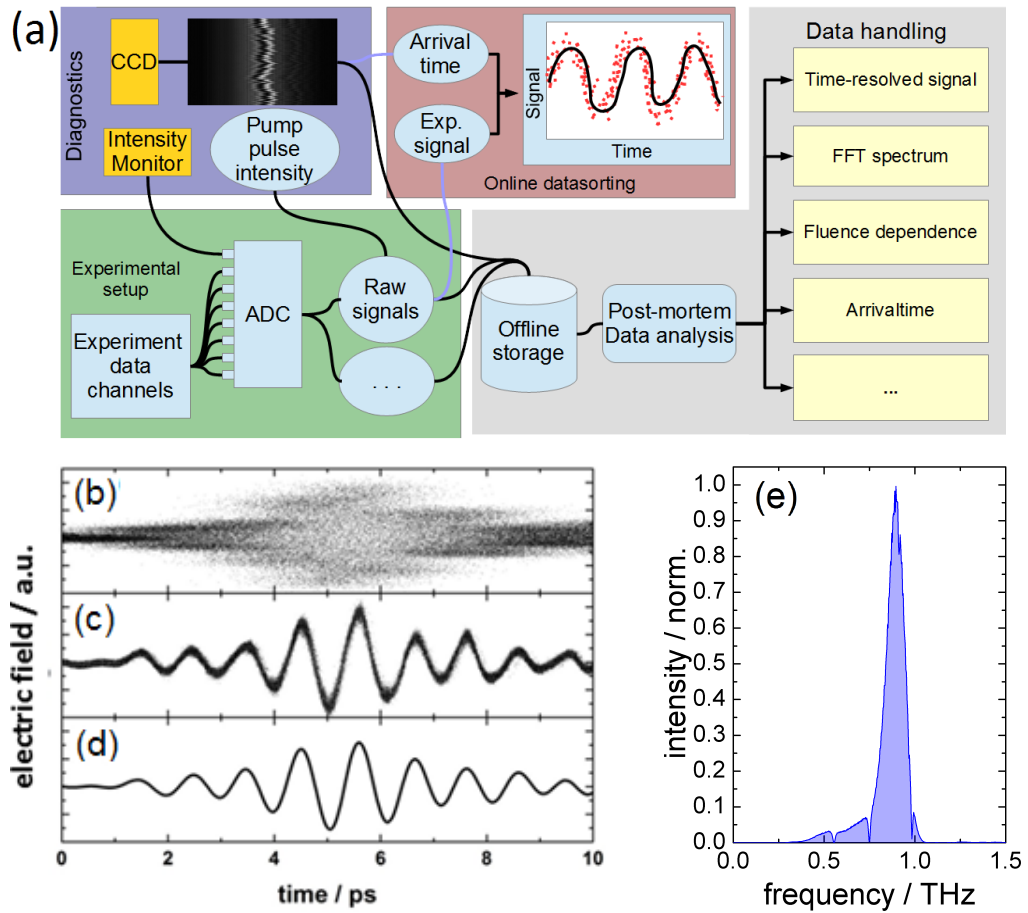 (a)
Diagnostics
CCD
Intensity
Monitor
Pump
pulse
intensity
Arrival
time
Exp.
signal
Signal
Time
Online datasorting
Data handling
Time-resolved signal
FFT spectrum
Fluence dependence
Arrivaltime
...
Experimental
setup
Experiment
data
channels
ADC
Raw
signals
. . .
Offline
storage
Post-mortem
Data analysis
(b)
(c)
(d)
electric field / a.u.
0 2 4 6 8 10
time / ps
(e)
intensity / norm.
1.0
0.9
0.8
0.7
0.6
0.5
0.4
0.3
0.2
0.1
0.0
0.0 0.5 1.0 1.5
frequency / THz